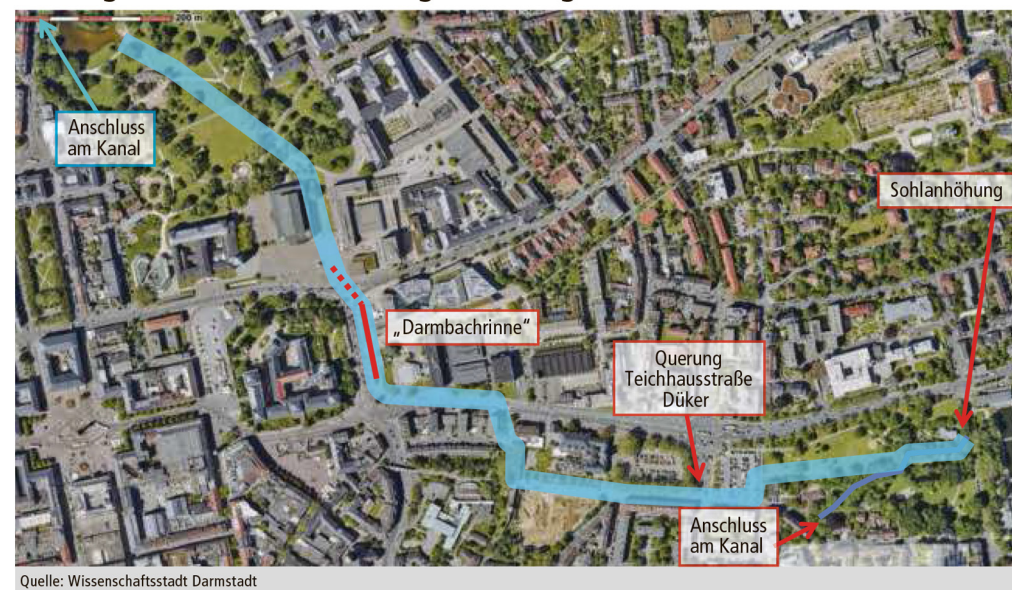 200 m
Anschluss
am Kanal
Sohlanhöhung
„Darmbachrinne“
Querung
Teichhausstraße
Düker
Anschluss
am Kanal
Quelle: Wissenschaftsstadt Darmstadt